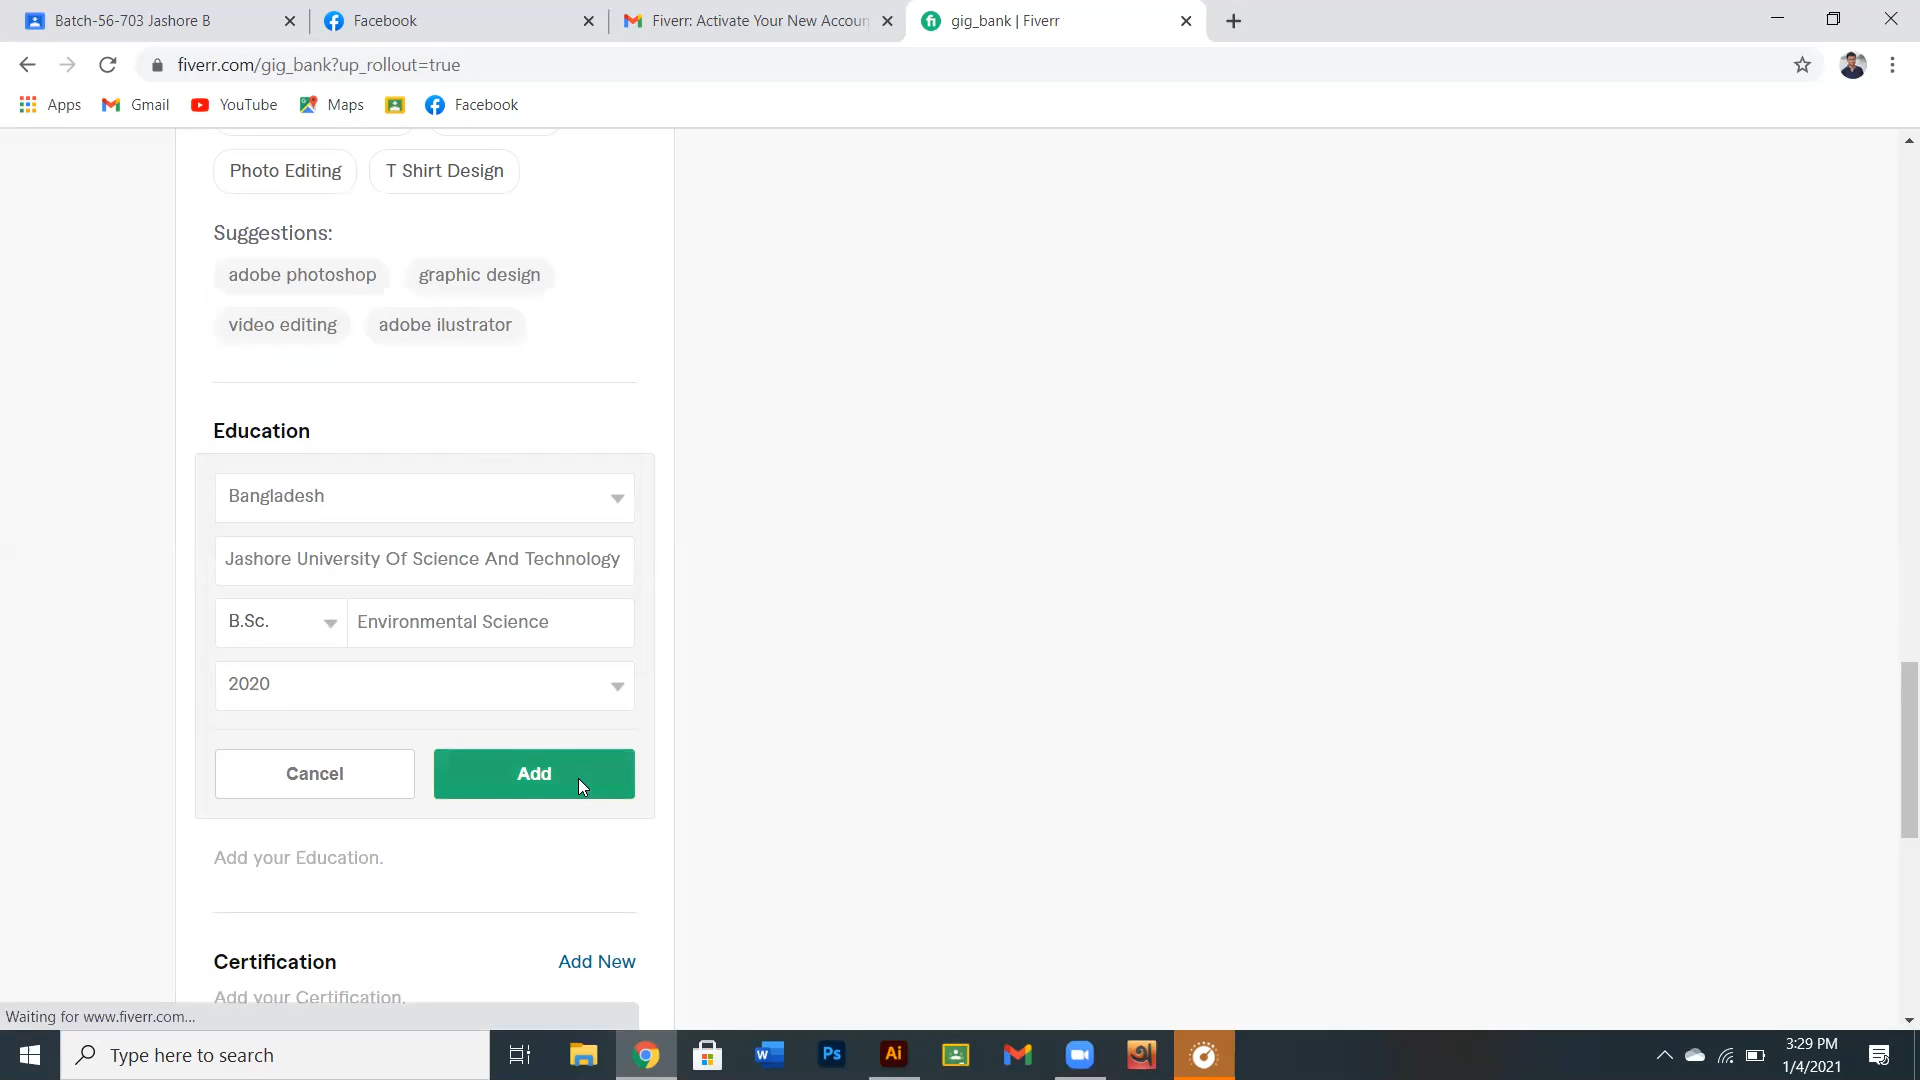 Batch-56-703 Jashore B
Facebook
Fiverr: Activate Your New Accoun
gig_bank | Fiverr
fiverr.com/gig_bank?up_rollout=true
Apps
Gmail
YouTube
Maps
Facebook
Photo Editing
T Shirt Design
Suggestions:
adobe photoshop
graphic design
video editing
adobe ilustrator
Education
Bangladesh
Jashore University Of Science And Technology
B.Sc.
Environmental Science
2020
Cancel
Add
Add your Education.
Certification
Add New
Add your Certification.
Waiting for www.fiverr.com...
Type here to search
Ps
Ai
3:29 PM
1/4/2021